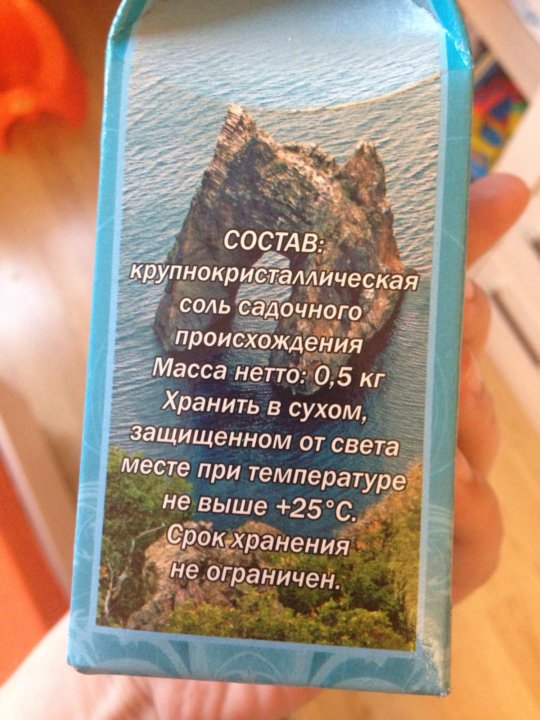 СОСТАВ:
крупнокристаллическая
соль садочного
происхождения
Масса нетто: 0,5 кг
Хранить в сухом,
защищенном от света
месте при температуре
не выше +25°С.
Срок хранения
не ограничен.